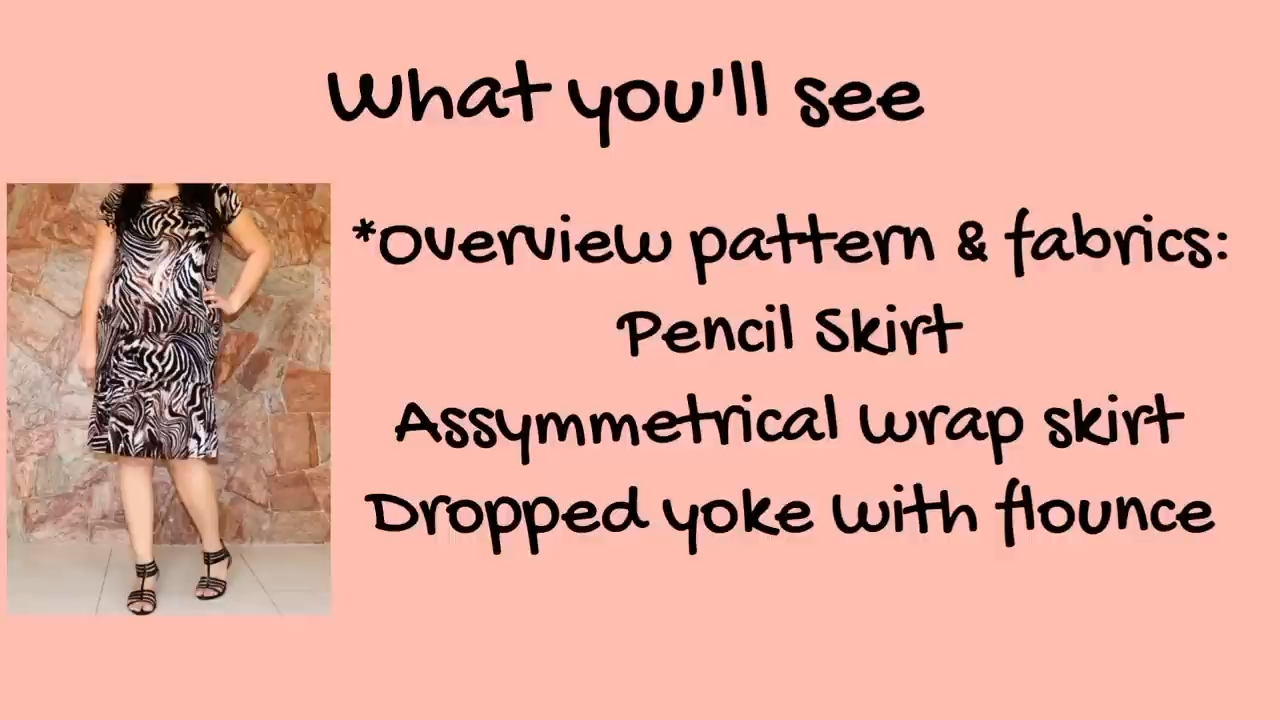 What you'll see
*Overview pattern & fabrics:
Pencil Skirt
Assymmetrical wrap skirt
Dropped yoke with flounce